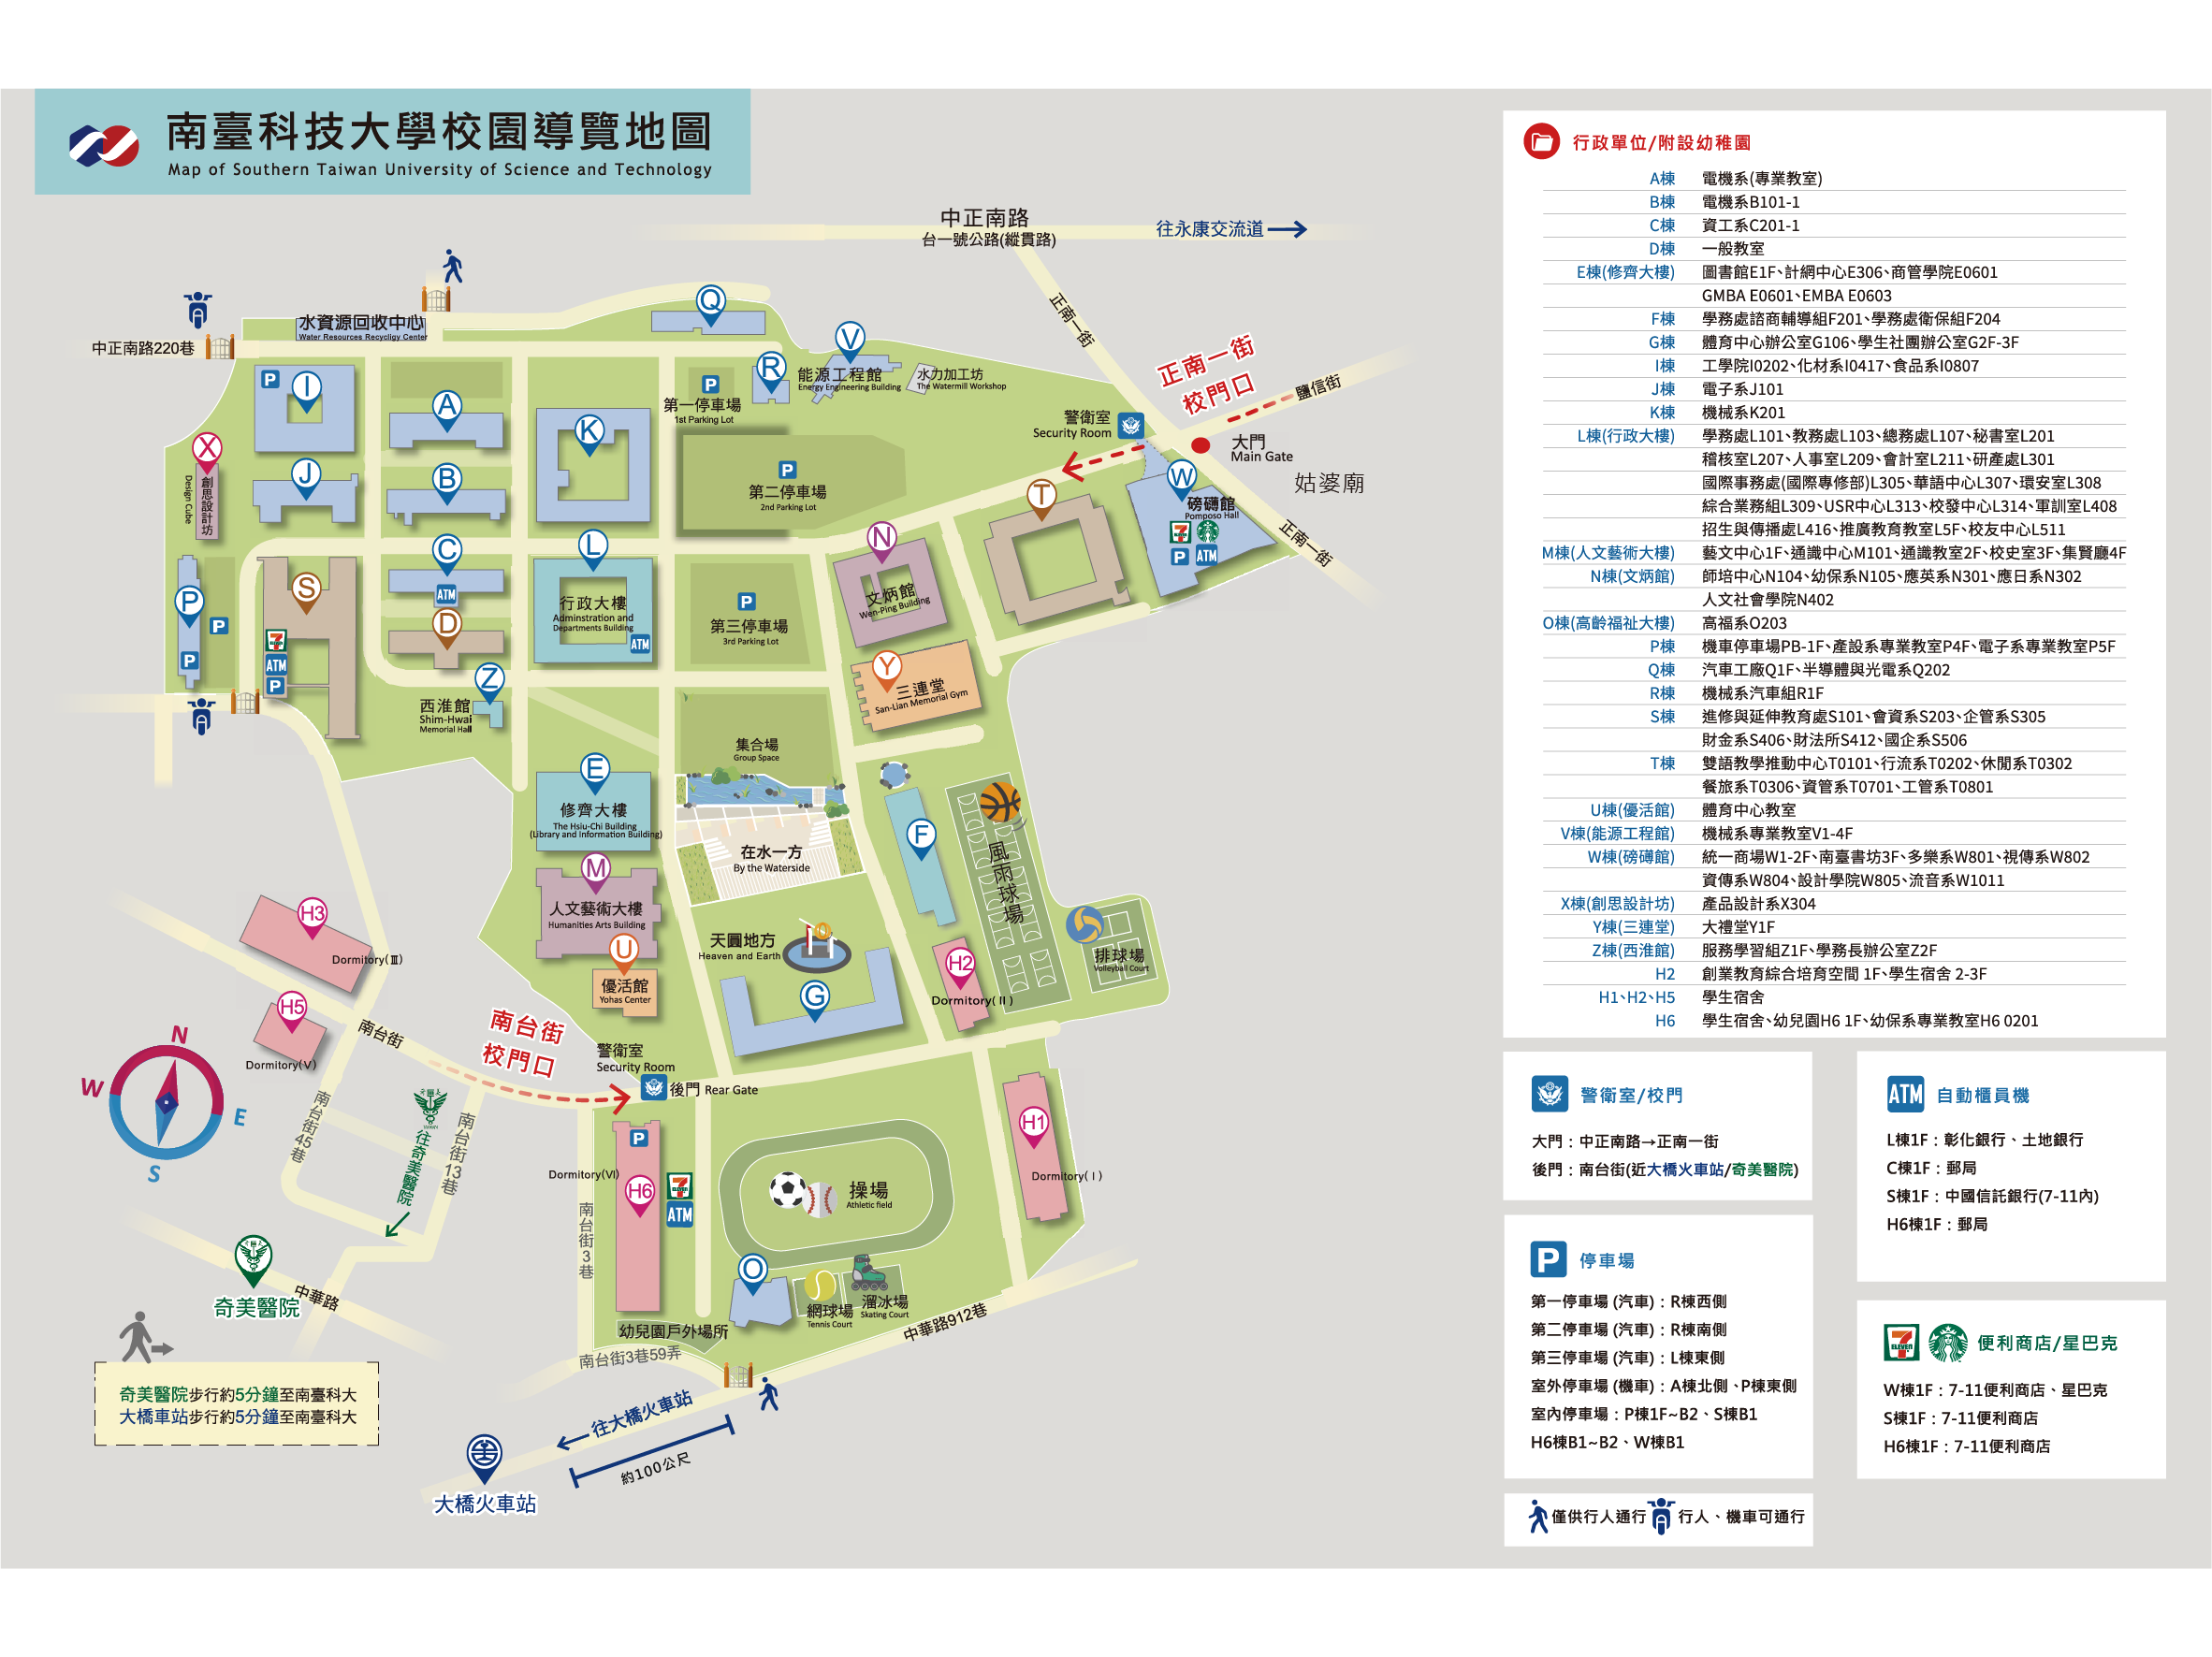 南臺科技大學校園導覽地圖
Map of Southern Taiwan University of Science and Technology
中正南路
台一號公路(縱貫路)
往永康交流道
正南一街
正南一街
校門口
鹽信街
大門
Main Gate
姑婆廟
正南一街
警衛室
Security Room
中正南路220巷
水資源回收中心
Water Resources Recycligy Center
Q
V
R
能源工程館
Energy Engineering Building
水力加工坊
The Watermill Workshop
P
第一停車場
1st Parking Lot
P
I
A
K
X
創思設計坊
Design Cube
J
B
P
第二停車場
2nd Parking Lot
T
W
磅礴館
Pomposo Hall
7 ELEVEN
P
ATM
N
文炳館
Wen-Ping Building
C
ATM
L
行政大樓
Adminstration and
Departments Building
ATM
P
P
P
S
7 ELEVEN
ATM
P
D
P
第三停車場
3rd Parking Lot
Y
三連堂
San-Lian Memorial Gym
Z
西淮館
Shim-Hwai
Memorial Hall
集合場
Group Space
E
修齊大樓
The Hsiu-Chi Building
(Library and Information Building)
在水一方
By the Waterside
F
風雨球場
M
人文藝術大樓
Humanities Arts Building
U
優活館
Yohas Center
天圓地方
Heaven and Earth
G
H2
Dormitory(Ⅱ)
排球場
Volleyball Court
H3
Dormitory(Ⅲ)
H5
Dormitory(Ⅴ)
南台街
南台街
校門口
警衛室
Security Room
後門 Rear Gate
N
W
E
S
南台街45巷
往奇美醫院
南台街13巷
P
Dormitory(Ⅵ)
H6
7 ELEVEN
ATM
南台街3巷
操場
Athletic field
H1
Dormitory(Ⅰ)
O
網球場
Tennis Court
溜冰場
Skating Court
幼兒園戶外場所
南台街3巷59弄
中華路912巷
奇美醫院
中華路
奇美醫院步行約5分鐘至南臺科大
大橋車站步行約5分鐘至南臺科大
往大橋火車站
約100公尺
大橋火車站
行政單位/附設幼稚園
A棟 電機系(專業教室)
B棟 電機系B101-1
C棟 資工系C201-1
D棟 一般教室
E棟(修齊大樓) 圖書館E1F、計網中心E306、商管學院E0601
GMBA E0601、EMBA E0603
F棟 學務處諮商輔導組F201、學務處衛保組F204
G棟 體育中心辦公室G106、學生社團辦公室G2F-3F
I棟 工學院I0202、化材系I0417、食品系I0807
J棟 電子系J101
K棟 機械系K201
L棟(行政大樓) 學務處L101、教務處L103、總務處L107、秘書室L201
稽核室L207、人事室L209、會計室L211、研產處L301
國際事務處(國際專修部)L305、華語中心L307、環安室L308
綜合業務組L309、USR中心L313、校發中心L314、軍訓室L408
招生與傳播處L416、推廣教育教室L5F、校友中心L511
M棟(人文藝術大樓) 藝文中心1F、通識中心M101、通識教室2F、校史室3F、集賢廳4F
N棟(文炳館) 師培中心N104、幼保系N105、應英系N301、應日系N302
人文社會學院N402
O棟(高齡福祉大樓) 高福系O203
P棟 機車停車場PB-1F、產設系專業教室P4F、電子系專業教室P5F
Q棟 汽車工廠Q1F、半導體與光電系Q202
R棟 機械系汽車組R1F
S棟 進修與延伸教育處S101、會資系S203、企管系S305
財金系S406、財法所S412、國企系S506
T棟 雙語教學推動中心T0101、行流系T0202、休閒系T0302
餐旅系T0306、資管系T0701、工管系T0801
U棟(優活館) 體育中心教室
V棟(能源工程館) 機械系專業教室V1-4F
W棟(磅礴館) 統一商場W1-2F、南臺書坊3F、多樂系W801、視傳系W802
資傳系W804、設計學院W805、流音系W1011
X棟(創思設計坊) 產品設計系X304
Y棟(三連堂) 大禮堂Y1F
Z棟(西淮館) 服務學習組Z1F、學務長辦公室Z2F
H2 創業教育綜合培育空間 1F、學生宿舍 2-3F
H1、H2、H5 學生宿舍
H6 學生宿舍、幼兒園H6 1F、幼保系專業教室H6 0201
警衛室/校門
大門：中正南路→正南一街
後門：南台街(近大橋火車站/奇美醫院)
P 停車場
第一停車場 (汽車)：R棟西側
第二停車場 (汽車)：R棟南側
第三停車場 (汽車)：L棟東側
室外停車場 (機車)：A棟北側、P棟東側
室內停車場：P棟1F~B2、S棟B1
H6棟B1~B2、W棟B1
僅供行人通行 行人、機車可通行
ATM 自動櫃員機
L棟1F：彰化銀行、土地銀行
C棟1F：郵局
S棟1F：中國信託銀行(7-11內)
H6棟1F：郵局
7 ELEVEN 便利商店/星巴克
W棟1F：7-11便利商店、星巴克
S棟1F：7-11便利商店
H6棟1F：7-11便利商店